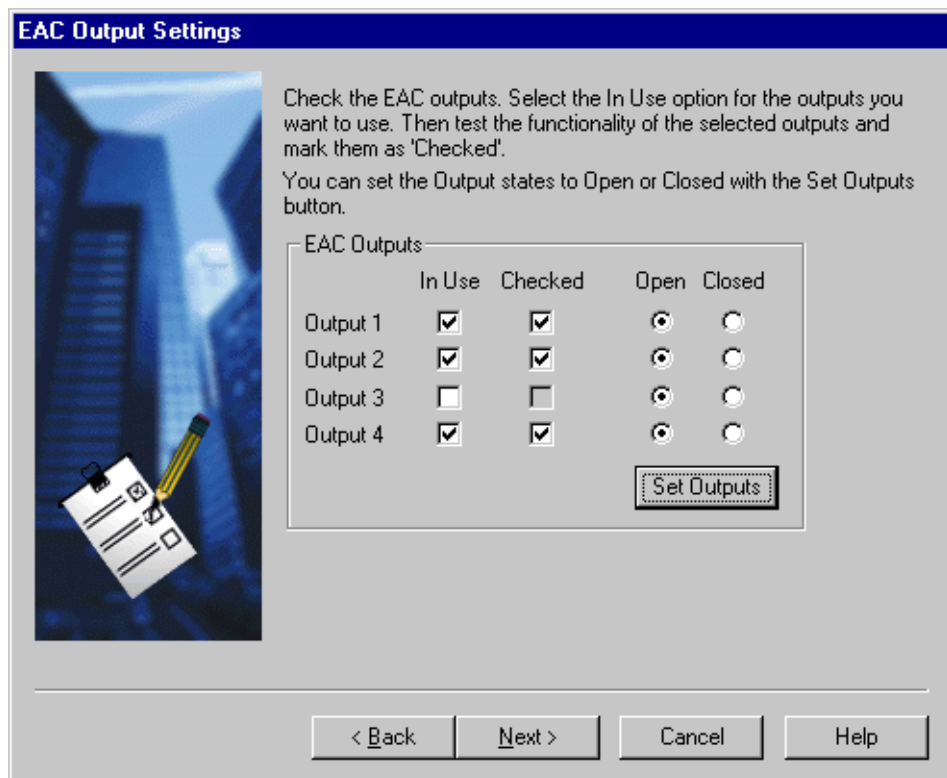 EAC Output Settings
Check the EAC outputs. Select the In Use option for the outputs you
want to use. Then test the functionality of the selected outputs and
mark them as 'Checked'.
You can set the Output states to Open or Closed with the Set Outputs
button.
EAC Outputs
In Use Checked Open Closed
Output 1
Output 2
Output 3
Output 4
Set Outputs
< Back Next > Cancel Help